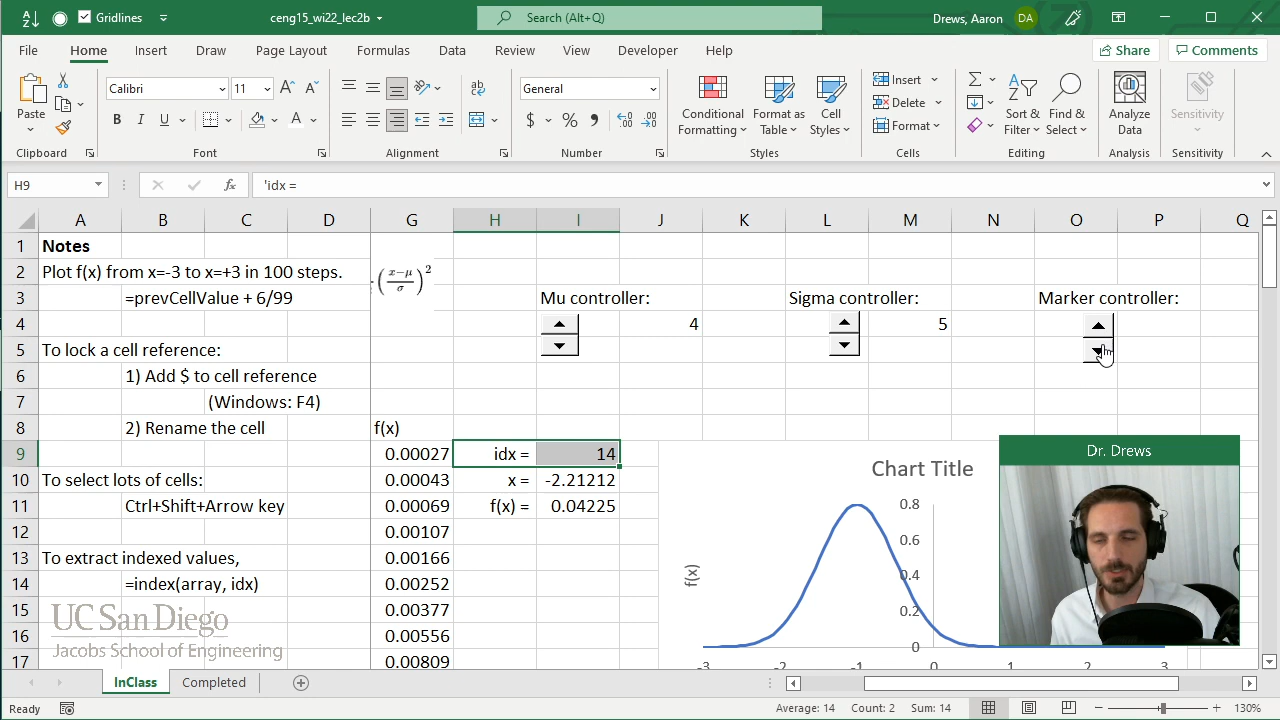 Gridlines
ceng15_wi22_lec2b
Search (Alt+Q)
Drews, Aaron
DA
File
Home
Insert
Draw
Page Layout
Formulas
Data
Review
View
Developer
Help
Share
Comments
Paste
Calibri
11
General
Conditional Formatting
Format as Table
Cell Styles
Insert
Delete
Format
Sort & Filter
Find & Select
Analyze Data
Sensitivity
Clipboard
Font
Alignment
Number
Styles
Cells
Editing
Analysis
Sensitivity
H9
fx
'idx =
A B C D G H I J K L M N O P Q
1 Notes
2 Plot f(x) from x=-3 to x=+3 in 100 steps.
(x−μ/σ)²
3 =prevCellValue + 6/99
Mu controller:
Sigma controller:
Marker controller:
4
4
5
5 To lock a cell reference:
6 1) Add $ to cell reference
7 (Windows: F4)
8 2) Rename the cell
f(x)
9 0.00027 idx = 14
10 To select lots of cells: 0.00043 x = -2.21212
11 Ctrl+Shift+Arrow key 0.00069 f(x) = 0.04225
12 0.00107
13 To extract indexed values, 0.00166
14 =index(array, idx) 0.00252
15 0.00377
16 0.00556
17 0.00809
UC San Diego
Jacobs School of Engineering
Chart Title
f(x)
0.8
0.6
0.4
0.2
0
-3 -2 -1 0 1 2 3
Dr. Drews
InClass
Completed
Ready
Average: 14
Count: 2
Sum: 14
130%